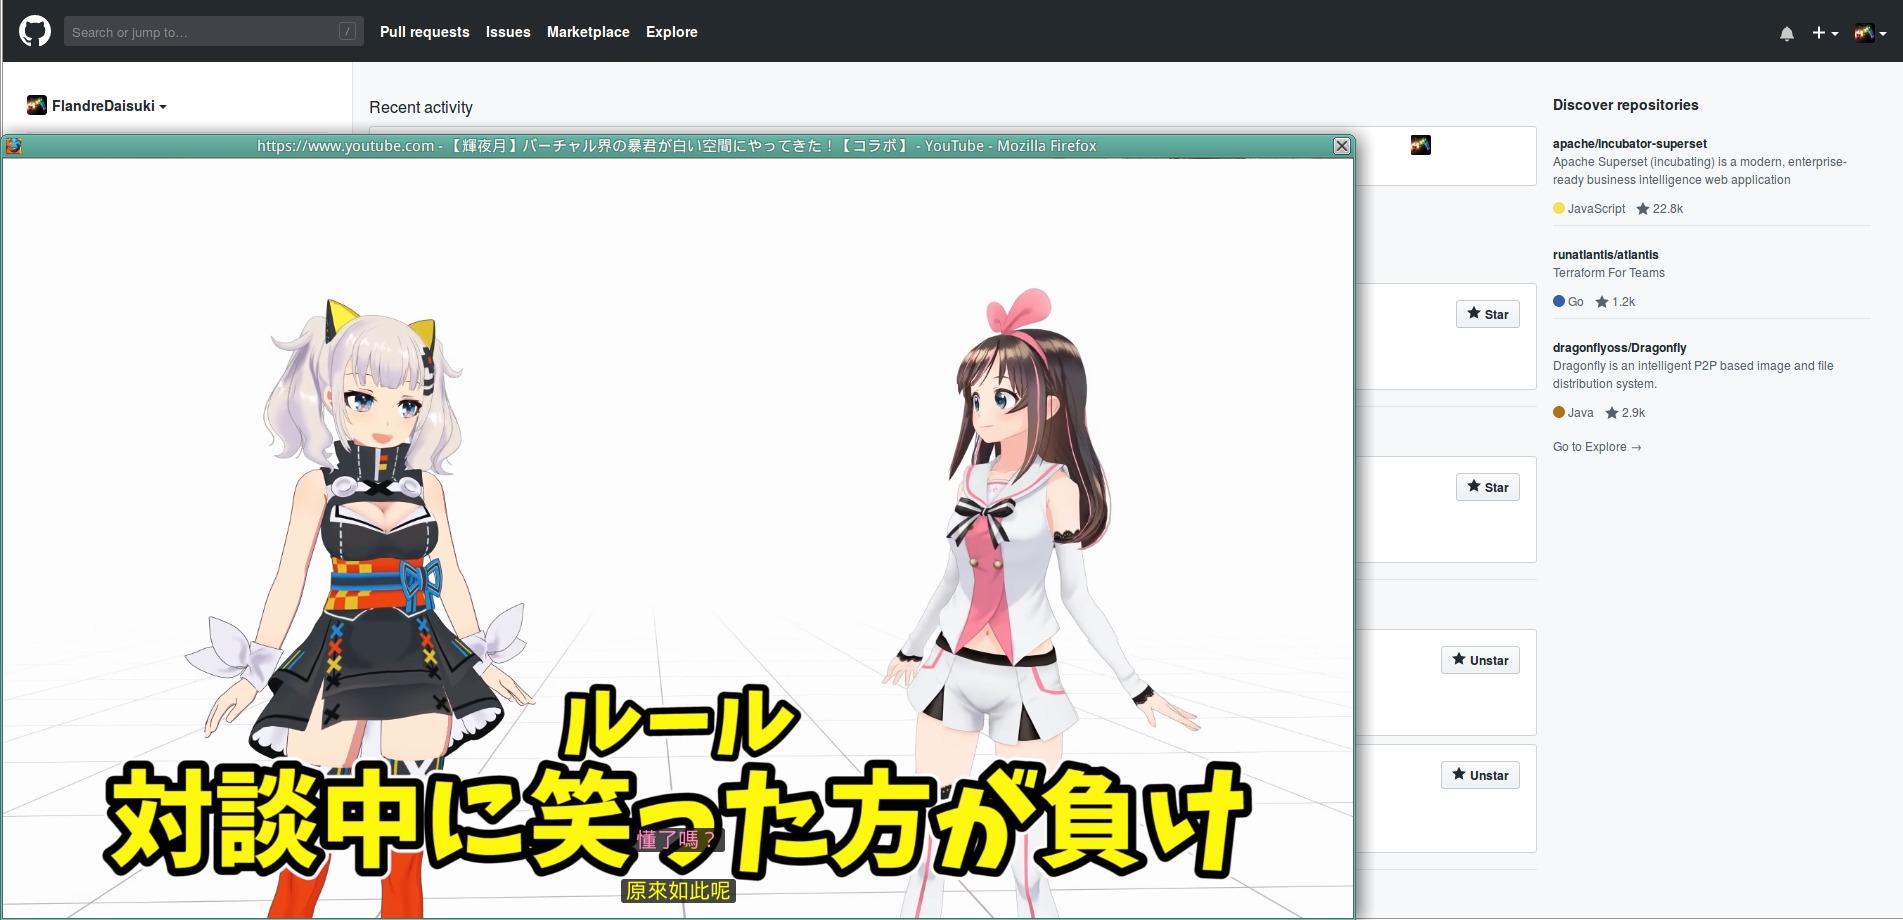 Search or jump to… /
Pull requests Issues Marketplace Explore
FlandreDaisuki
Recent activity
https://www.youtube.com - 【輝夜月】バーチャル界の暴君が白い空間にやってきた！【コラボ】 - YouTube - Mozilla Firefox
ルール
対談中に笑った方が負け
懂了嗎？
原來如此呢
Star
Star
Unstar
Unstar
Discover repositories
apache/incubator-superset
Apache Superset (incubating) is a modern, enterprise-
ready business intelligence web application
JavaScript 22.8k
runatlantis/atlantis
Terraform For Teams
Go 1.2k
dragonflyoss/Dragonfly
Dragonfly is an intelligent P2P based image and file
distribution system.
Java 2.9k
Go to Explore →